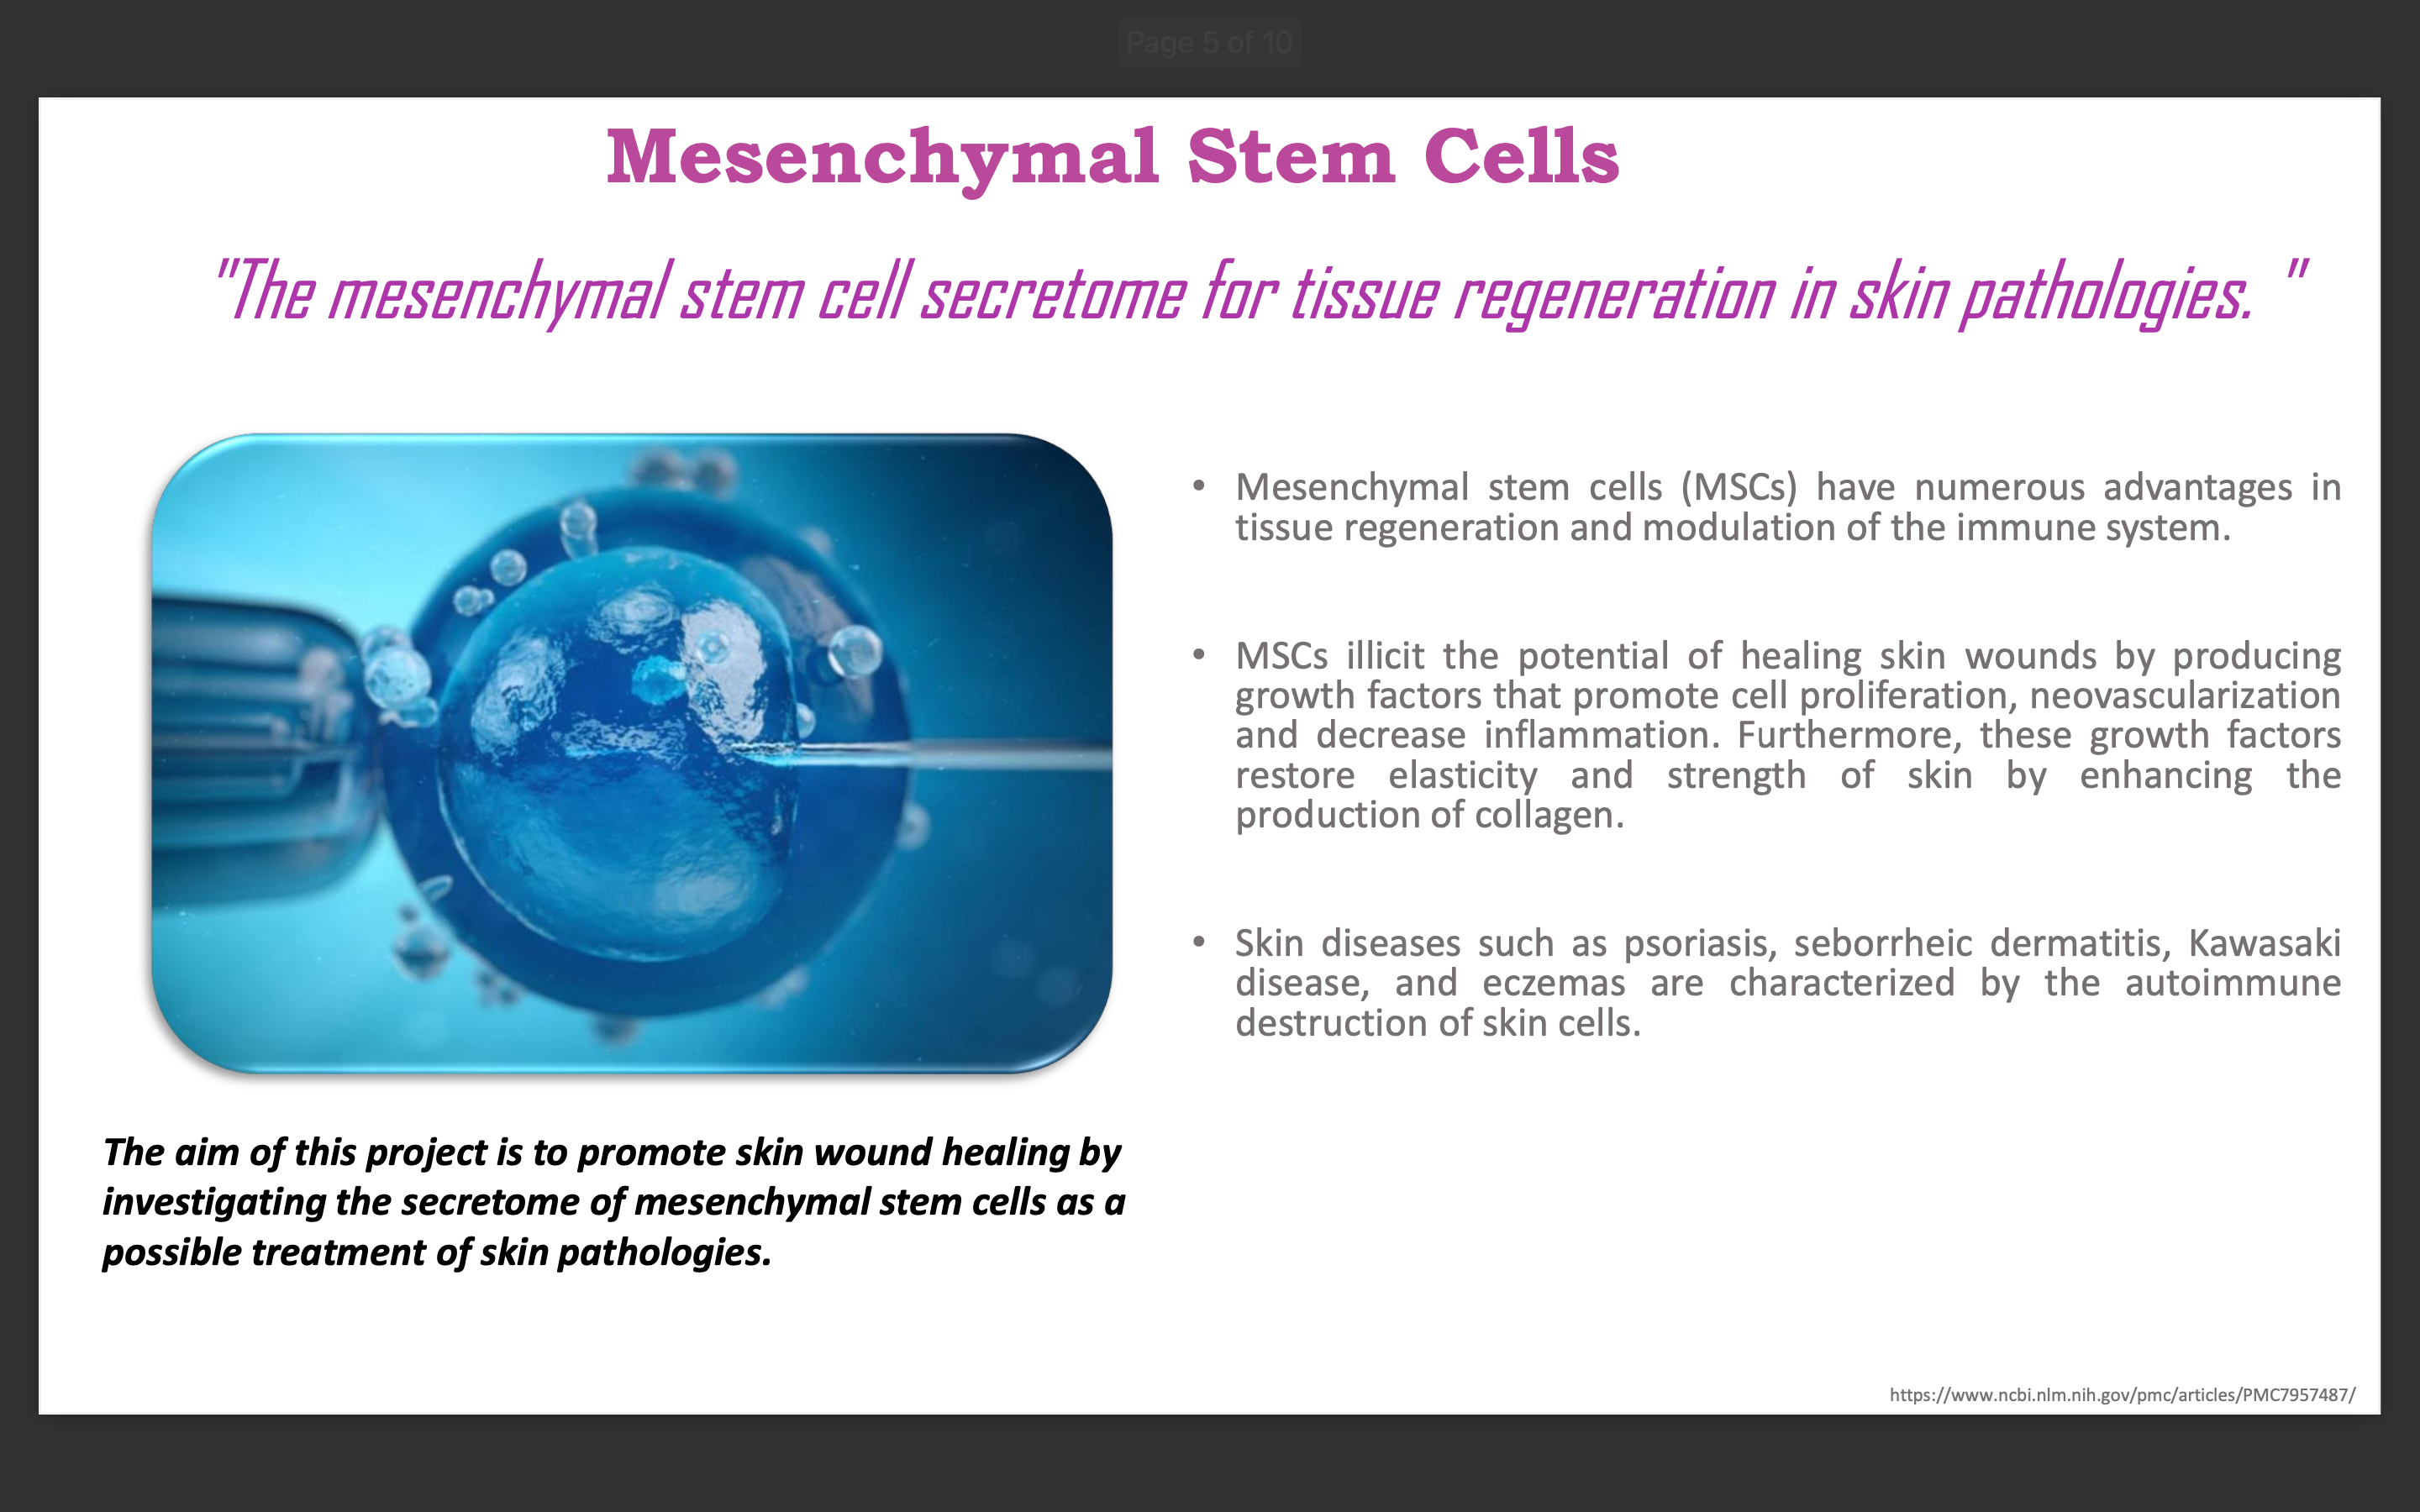 Page 5 of 10
Mesenchymal Stem Cells
"The mesenchymal stem cell secretome for tissue regeneration in skin pathologies. "
• Mesenchymal stem cells (MSCs) have numerous advantages in
tissue regeneration and modulation of the immune system.
• MSCs illicit the potential of healing skin wounds by producing
growth factors that promote cell proliferation, neovascularization
and decrease inflammation. Furthermore, these growth factors
restore elasticity and strength of skin by enhancing the
production of collagen.
• Skin diseases such as psoriasis, seborrheic dermatitis, Kawasaki
disease, and eczemas are characterized by the autoimmune
destruction of skin cells.
The aim of this project is to promote skin wound healing by
investigating the secretome of mesenchymal stem cells as a
possible treatment of skin pathologies.
https://www.ncbi.nlm.nih.gov/pmc/articles/PMC7957487/